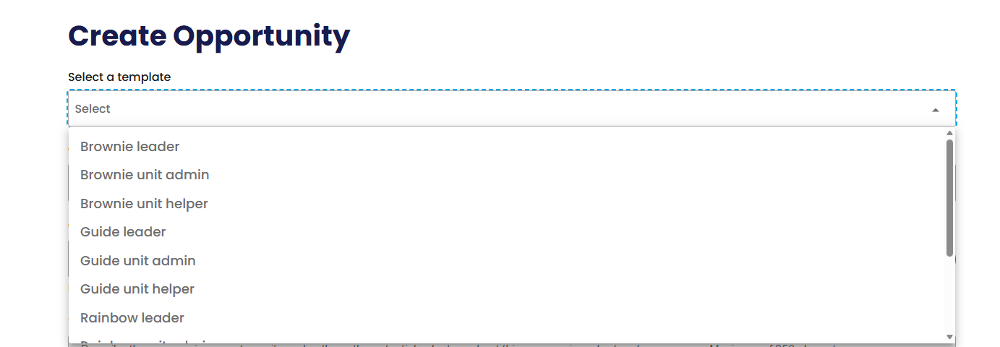 Create Opportunity
Select a template
Select
Brownie leader
Brownie unit admin
Brownie unit helper
Guide leader
Guide unit admin
Guide unit helper
Rainbow leader